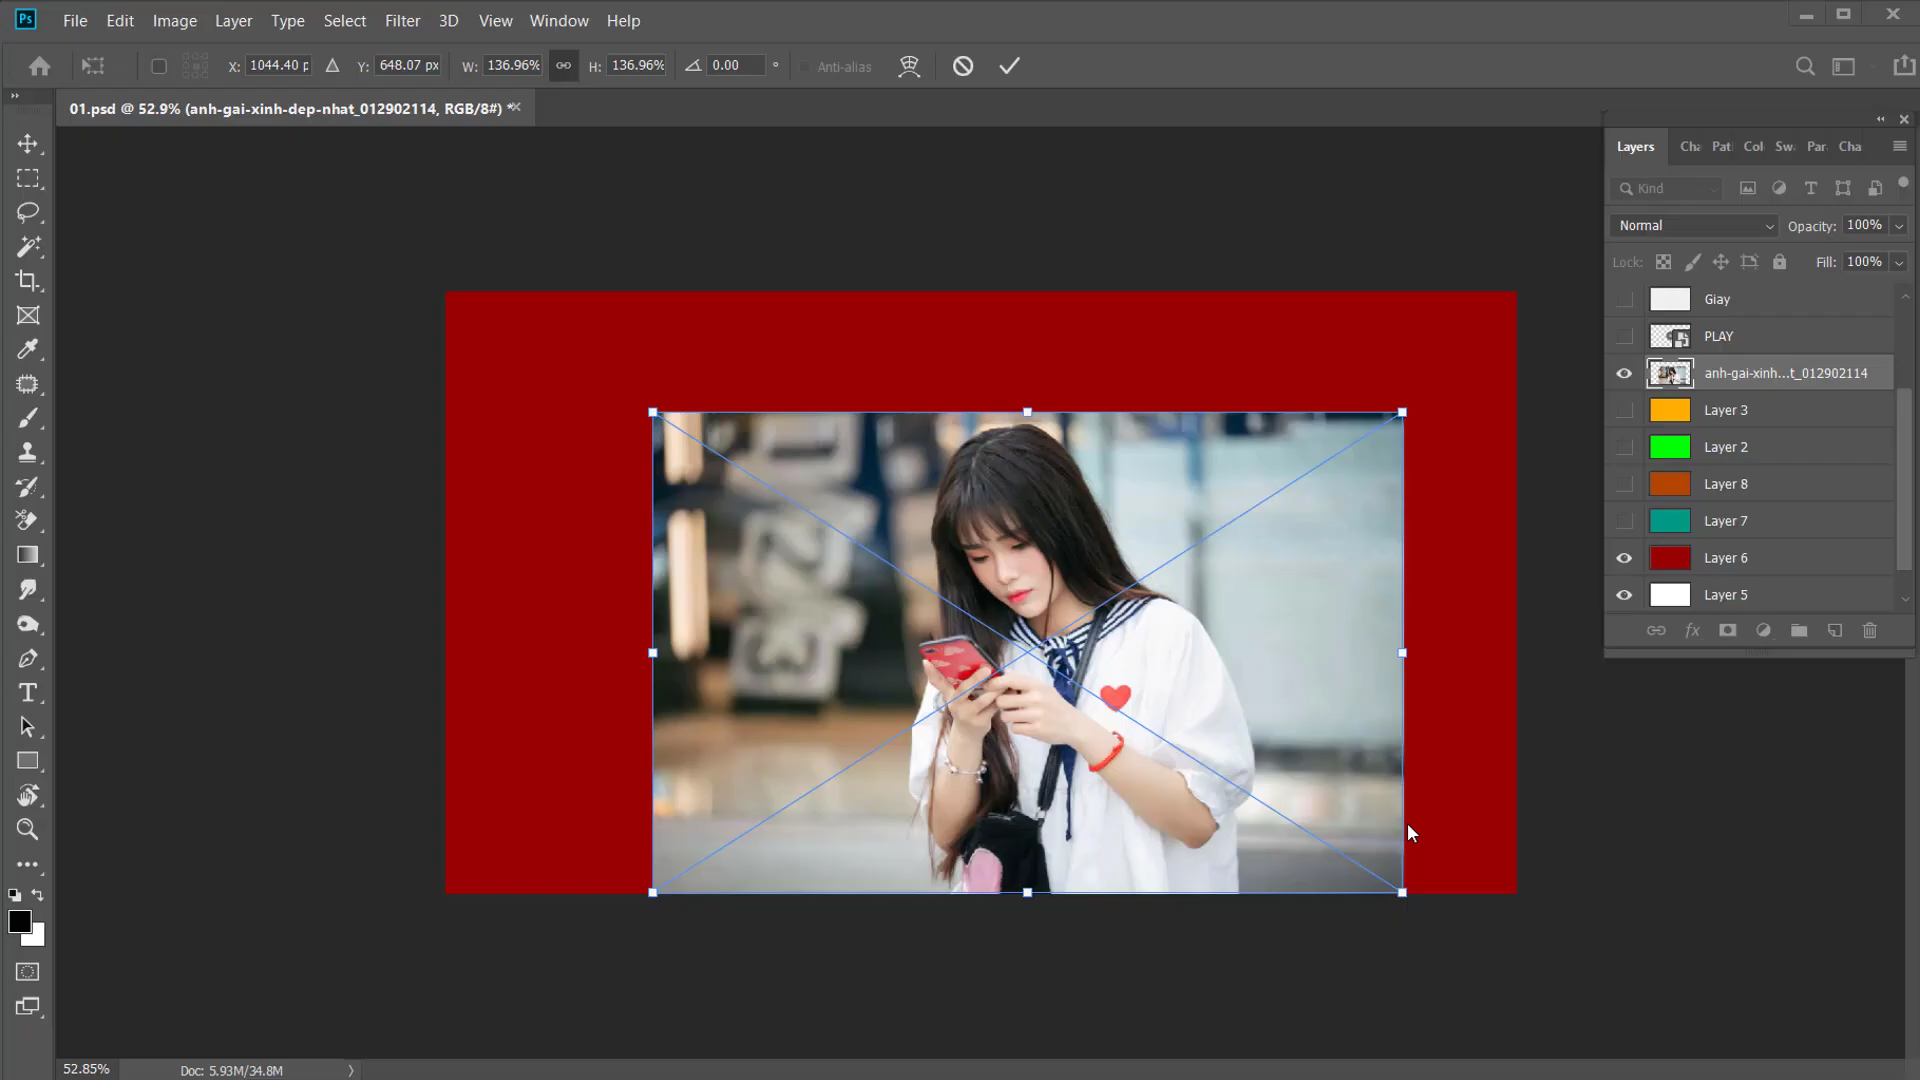 Ps File Edit Image Layer Type Select Filter 3D View Window Help
X: 1044.40 p Y: 648.07 px W: 136.96% H: 136.96% 0.00 ° Anti-alias
01.psd @ 52.9% (anh-gai-xinh-dep-nhat_012902114, RGB/8#) *
Layers Cha Pat Col Swa Par Cha
Kind
Normal Opacity: 100%
Lock: Fill: 100%
Giay
PLAY
anh-gai-xinh...t_012902114
Layer 3
Layer 2
Layer 8
Layer 7
Layer 6
Layer 5
fx
52.85% Doc: 5.93M/34.8M